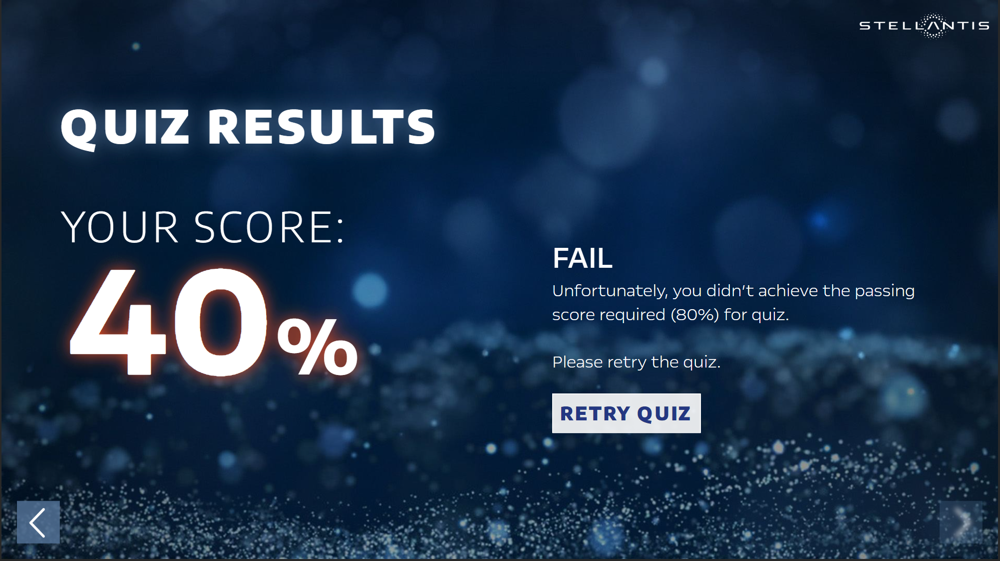 STELLANTIS
QUIZ RESULTS
YOUR SCORE:
40%
FAIL
Unfortunately, you didn't achieve the passing
score required (80%) for quiz.
Please retry the quiz.
RETRY QUIZ